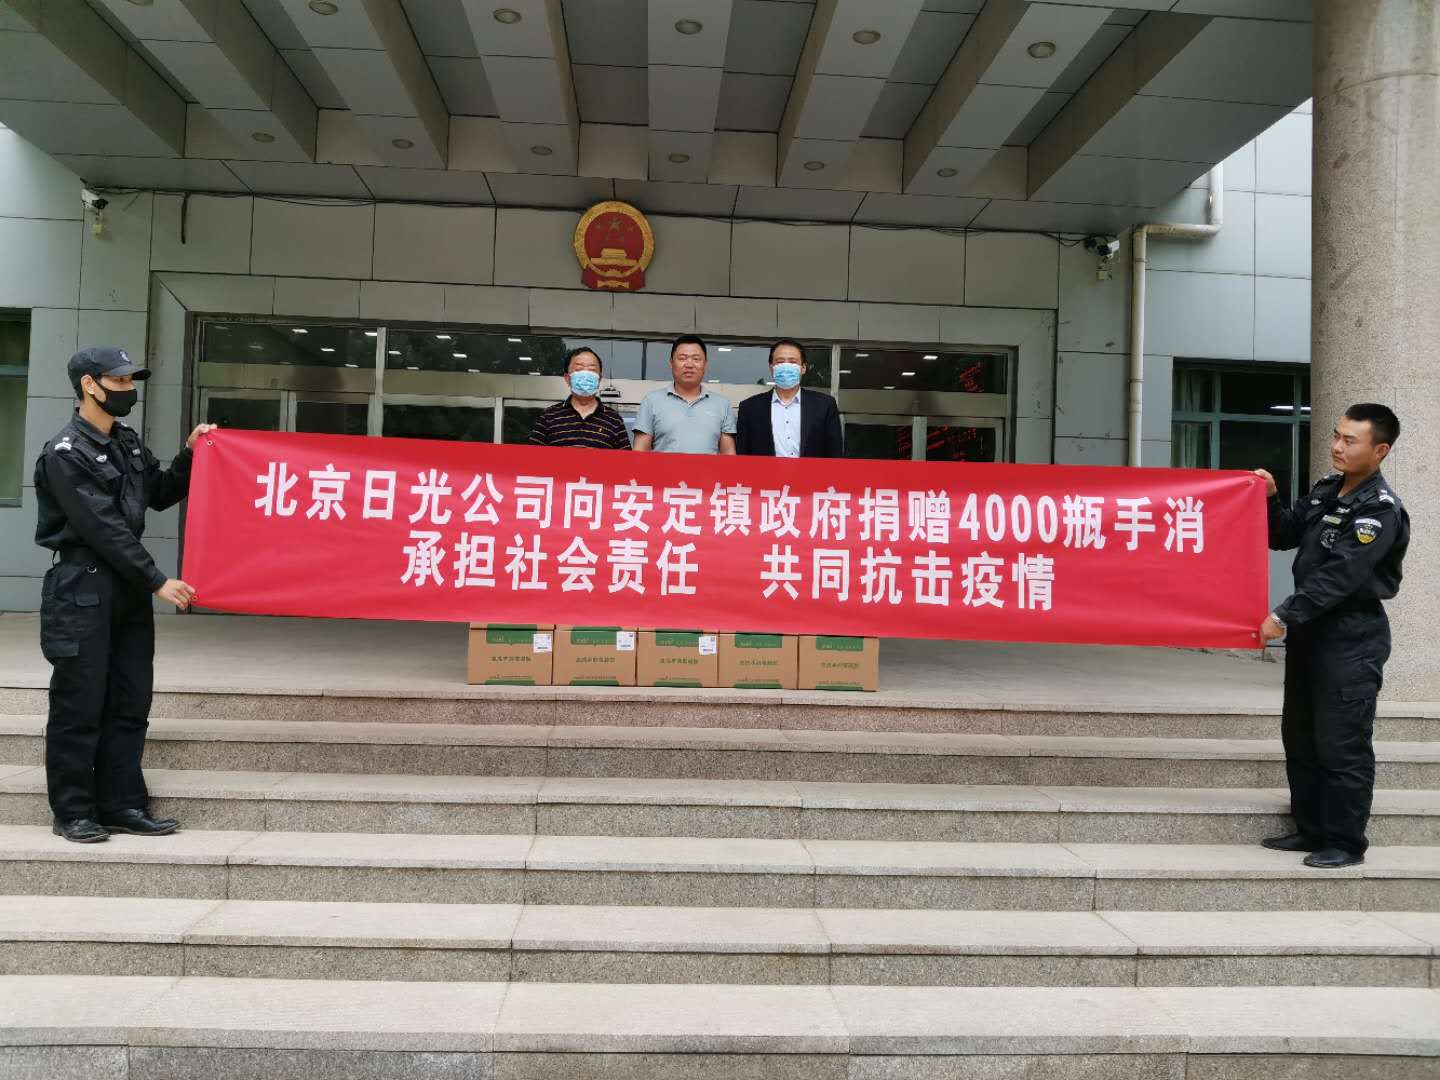 北京日光公司向安定镇政府捐赠4000瓶手消
承担社会责任 共同抗击疫情